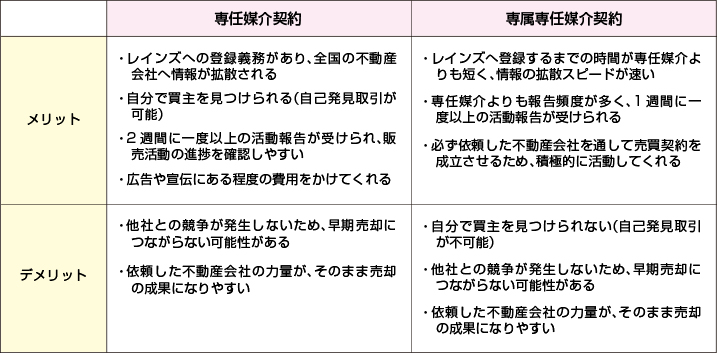 専任媒介契約
専属専任媒介契約
メリット
・レインズへの登録義務があり、全国の不動産
会社へ情報が拡散される
・自分で買主を見つけられる(自己発見取引が
可能)
・2週間に一度以上の活動報告が受けられ、販
売活動の進捗を確認しやすい
・広告や宣伝にある程度の費用をかけてくれる
・レインズへ登録するまでの時間が専任媒介よ
りも短く、情報の拡散スピードが速い
・専任媒介よりも報告頻度が多く、1週間に一
度以上の活動報告が受けられる
・必ず依頼した不動産会社を通して売買契約を
成立させるため、積極的に活動してくれる
デメリット
・他社との競争が発生しないため、早期売却に
つながらない可能性がある
・依頼した不動産会社の力量が、そのまま売却
の成果になりやすい
・自分で買主を見つけられない(自己発見取引
が不可能)
・他社との競争が発生しないため、早期売却に
つながらない可能性がある
・依頼した不動産会社の力量が、そのまま売却
の成果になりやすい